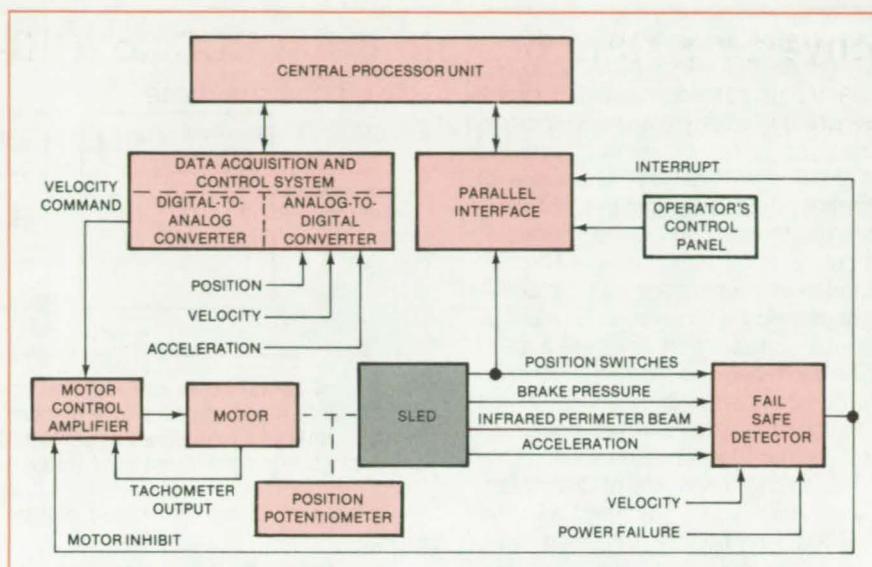 CENTRAL PROCESSOR UNIT
VELOCITY
COMMAND
DATA ACQUISITION AND
CONTROL SYSTEM
DIGITAL-TO-
ANALOG
CONVERTER
ANALOG-TO-
DIGITAL
CONVERTER
PARALLEL
INTERFACE
INTERRUPT
OPERATOR'S
CONTROL
PANEL
POSITION
VELOCITY
ACCELERATION
MOTOR
CONTROL
AMPLIFIER
MOTOR
SLED
POSITION SWITCHES
BRAKE PRESSURE
INFRARED PERIMETER BEAM
ACCELERATION
FAIL
SAFE
DETECTOR
TACHOMETER
OUTPUT
POSITION
POTENTIOMETER
VELOCITY
POWER FAILURE
MOTOR INHIBIT